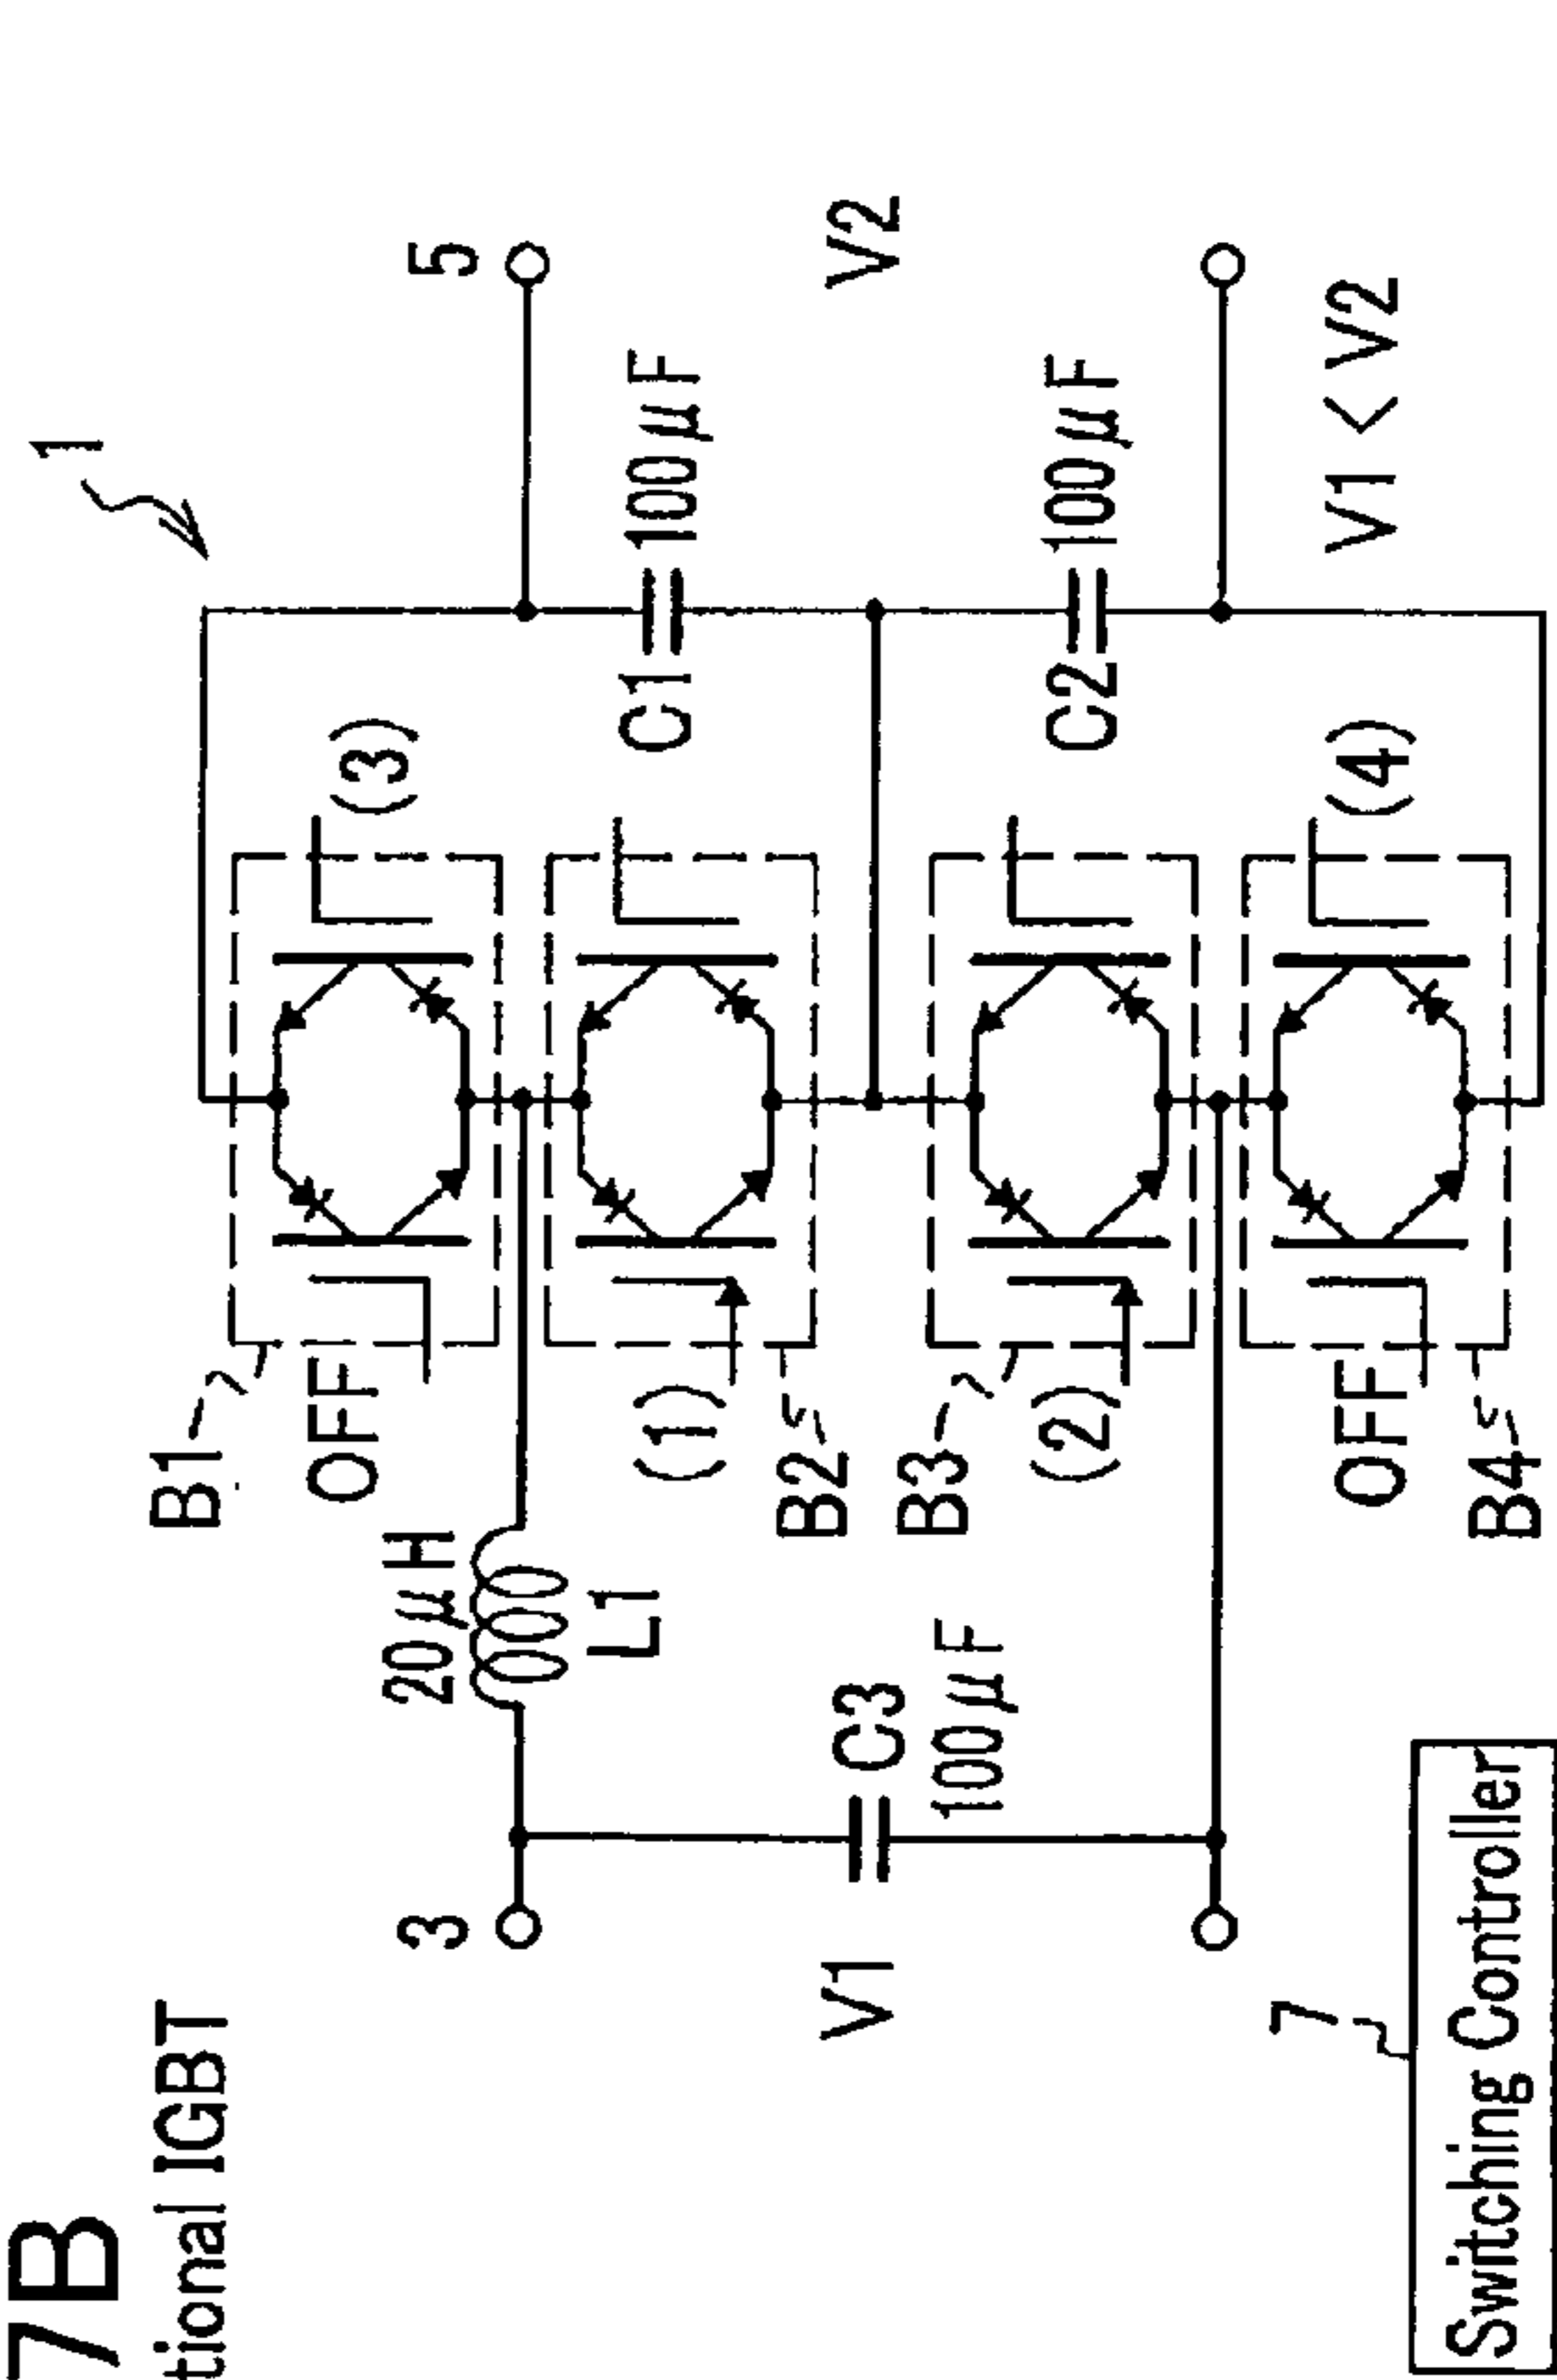 7B
tional IGBT
1
B1
OFF
(3)
5
20μH
L1
(1)
B2
C1
100μF
3
V1
C3
100μF
V2
B3
(2)
C2
100μF
OFF
(4)
B4
V1 < V2
7
Switching Controller